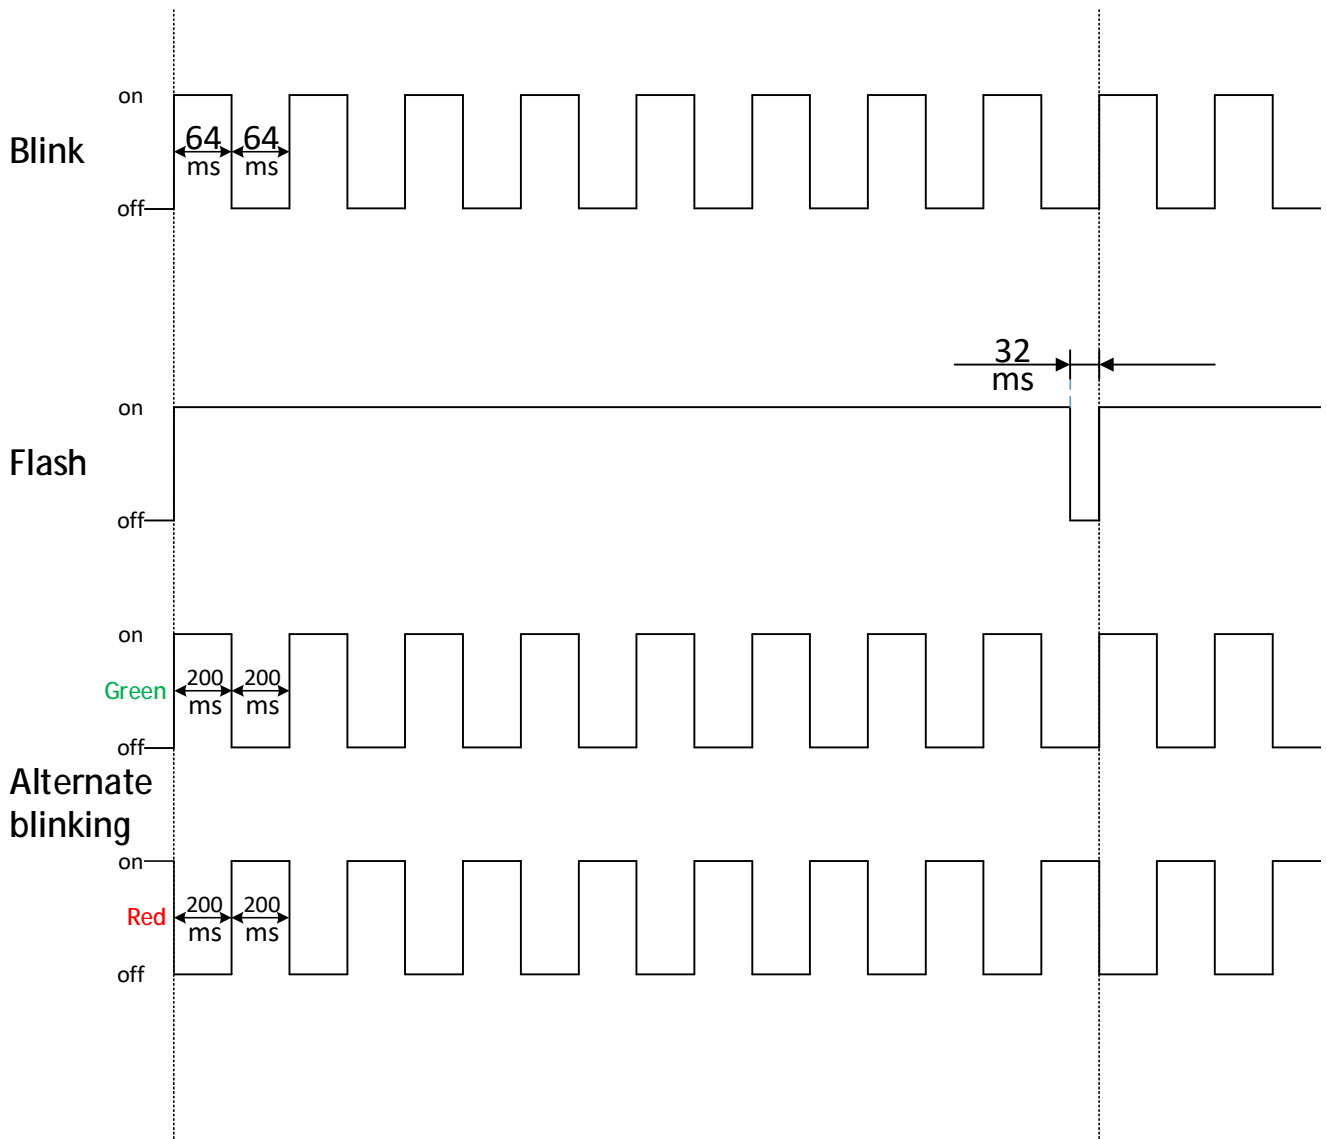 on
Blink
64 64
ms ms
off
32
ms
on
Flash
off
on
200 200
Green
ms ms
off
Alternate
blinking
on
200 200
Red
ms ms
off